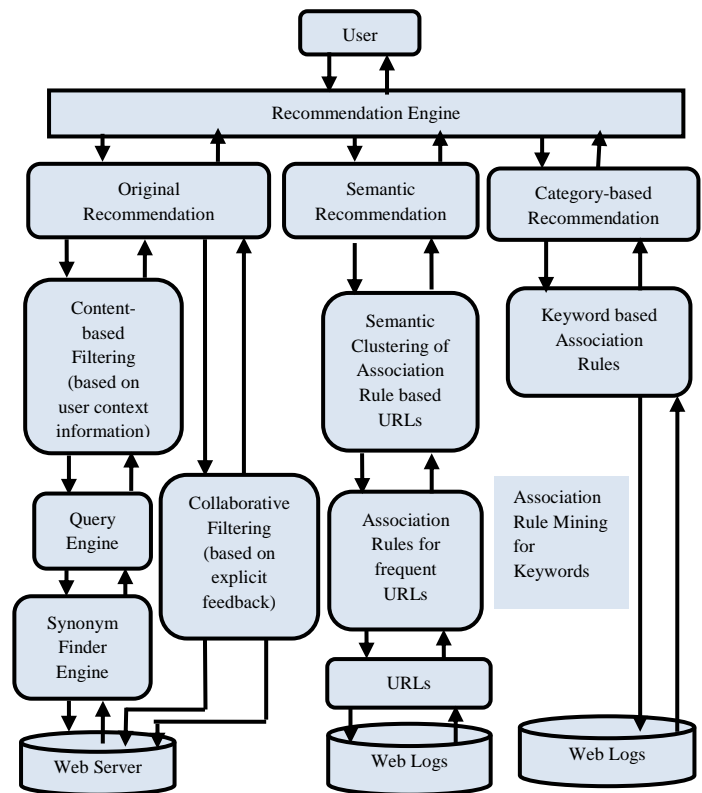 User
Recommendation Engine
Original
Recommendation
Semantic
Recommendation
Category-based
Recommendation
Content-
based
Filtering
(based on
user context
information)
Semantic
Clustering of
Association
Rule based
URLs
Keyword based
Association
Rules
Query
Engine
Collaborative
Filtering
(based on
explicit
feedback)
Association
Rules for
frequent
URLs
Association
Rule Mining
for
Keywords
Synonym
Finder
Engine
URLs
Web Server
Web Logs
Web Logs